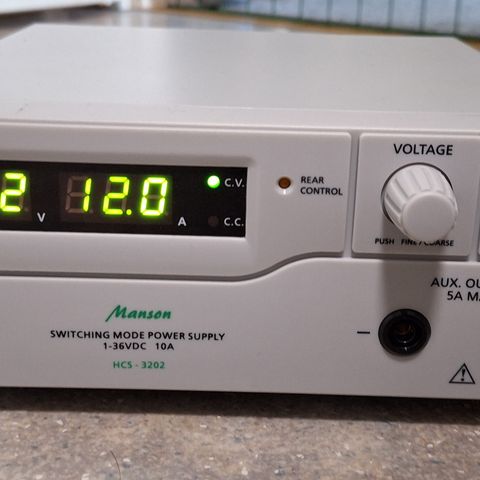 2 V 12.0 A
C.V.
C.C.
REAR
CONTROL
VOLTAGE
PUSH FINE / COARSE
Manson
SWITCHING MODE POWER SUPPLY
1-36VDC 10A
HCS - 3202
AUX. OU
5A MA
–